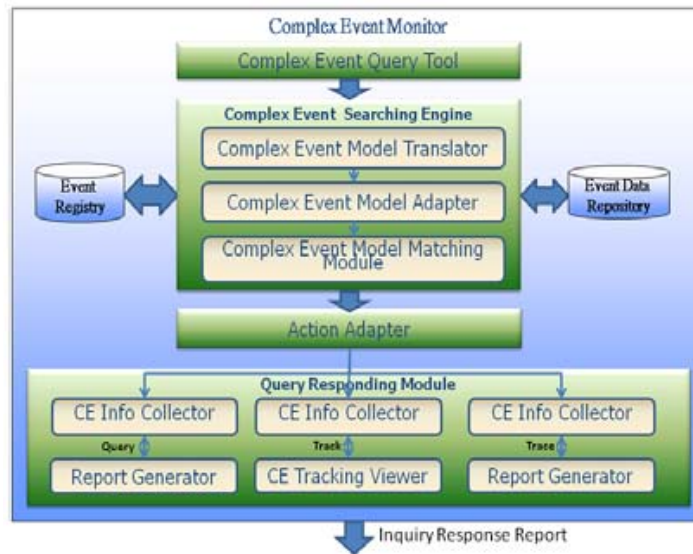 Complex Event Monitor
Complex Event Query Tool
Complex Event Searching Engine
Complex Event Model Translator
Event
Registry
Complex Event Model Adapter
Event Data
Repository
Complex Event Model Matching
Module
Action Adapter
Query Responding Module
CE Info Collector
CE Info Collector
CE Info Collector
Query
Track
Trace
Report Generator
CE Tracking Viewer
Report Generator
Inquiry Response Report